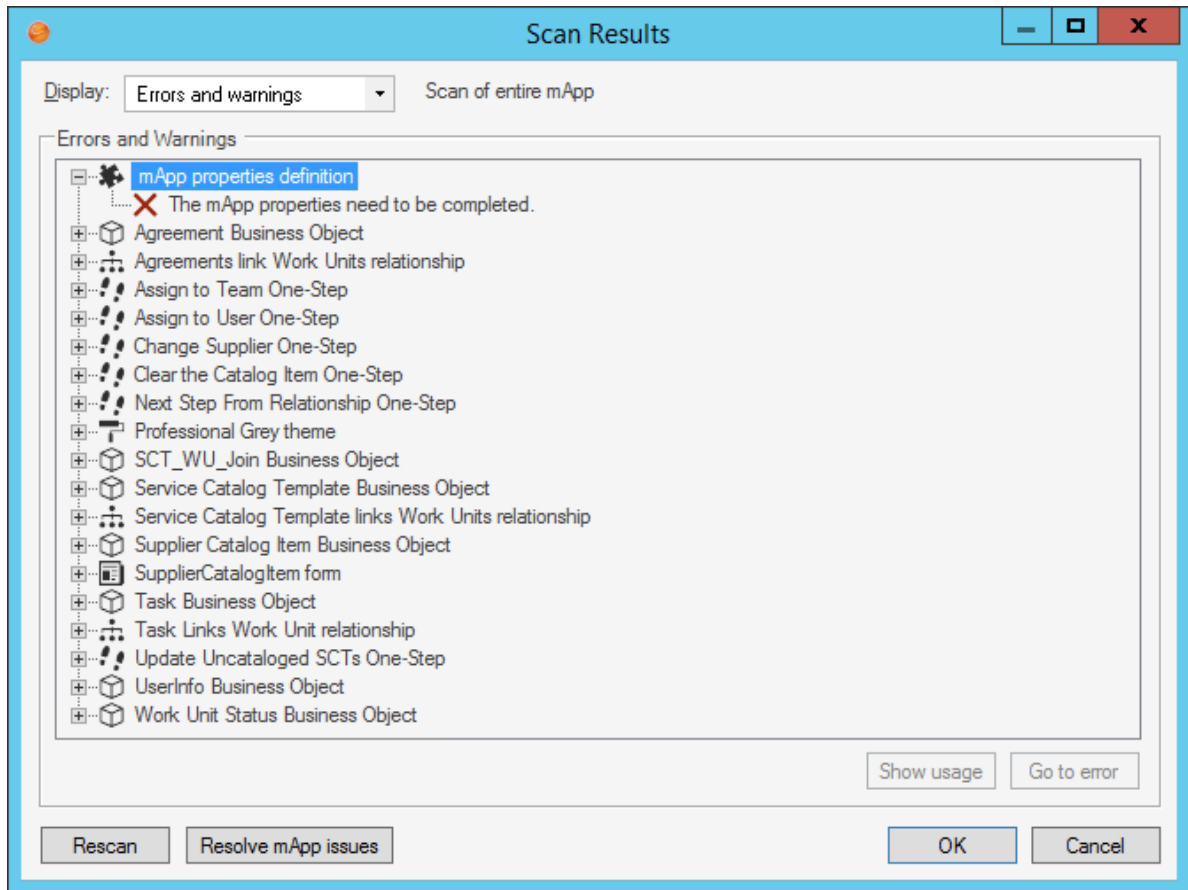 Scan Results
Display: Errors and warnings Scan of entire mApp
Errors and Warnings
mApp properties definition
The mApp properties need to be completed.
Agreement Business Object
Agreements link Work Units relationship
Assign to Team One-Step
Assign to User One-Step
Change Supplier One-Step
Clear the Catalog Item One-Step
Next Step From Relationship One-Step
Professional Grey theme
SCT_WU_Join Business Object
Service Catalog Template Business Object
Service Catalog Template links Work Units relationship
Supplier Catalog Item Business Object
SupplierCatalogItem form
Task Business Object
Task Links Work Unit relationship
Update Uncataloged SCTs One-Step
UserInfo Business Object
Work Unit Status Business Object
Show usage Go to error
Rescan Resolve mApp issues OK Cancel